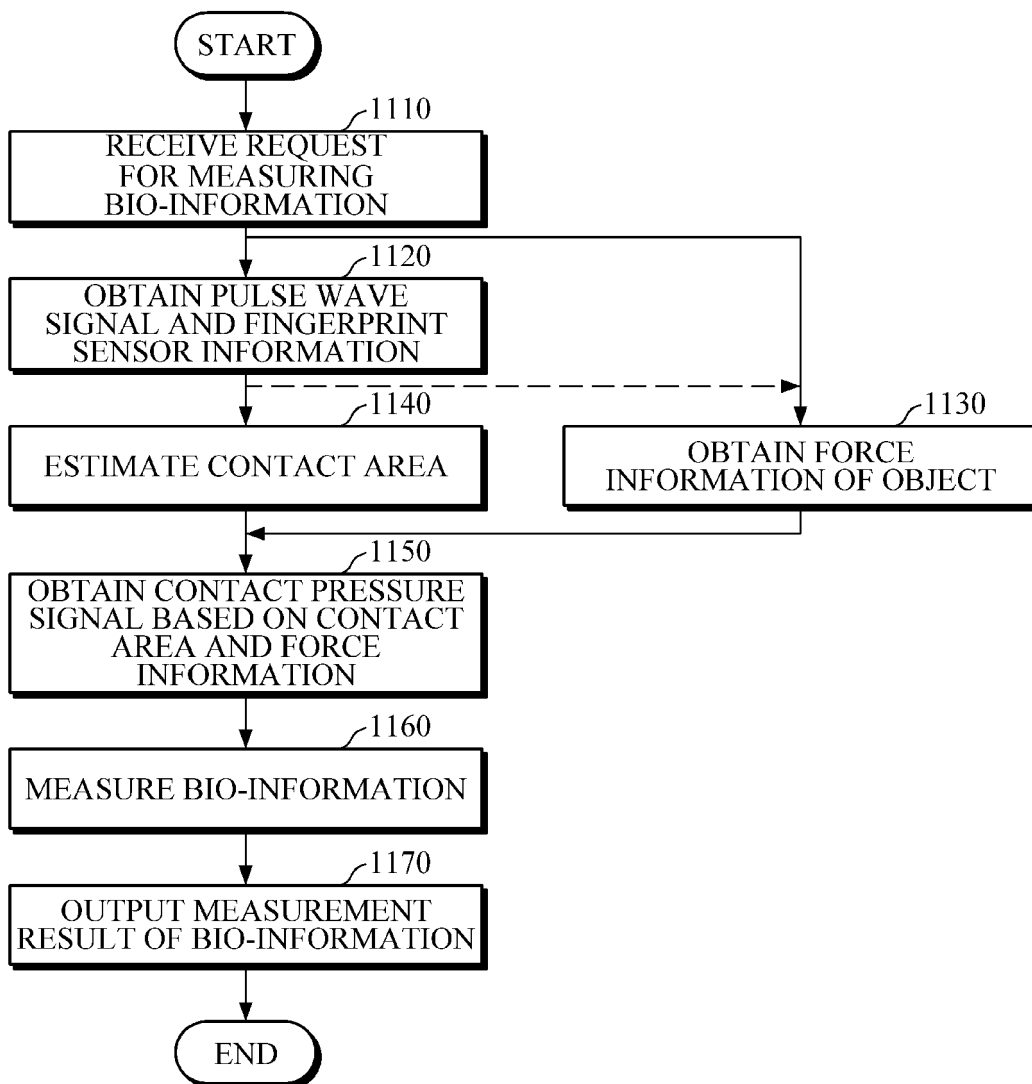 START
1110
RECEIVE REQUEST
FOR MEASURING
BIO-INFORMATION
1120
OBTAIN PULSE WAVE
SIGNAL AND FINGERPRINT
SENSOR INFORMATION
1140
ESTIMATE CONTACT AREA
1130
OBTAIN FORCE
INFORMATION OF OBJECT
1150
OBTAIN CONTACT PRESSURE
SIGNAL BASED ON CONTACT
AREA AND FORCE
INFORMATION
1160
MEASURE BIO-INFORMATION
1170
OUTPUT MEASUREMENT
RESULT OF BIO-INFORMATION
END